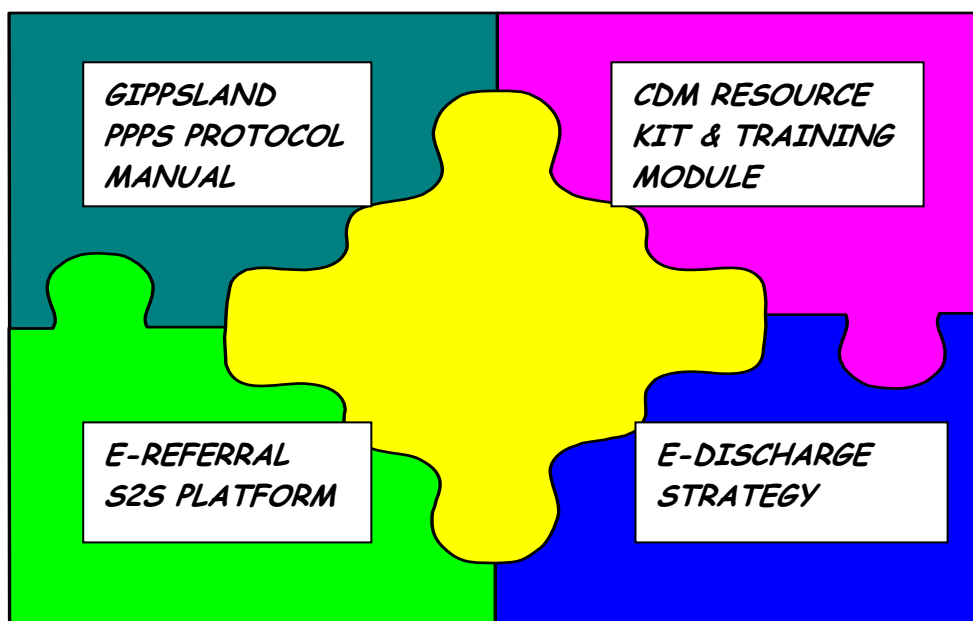 GIPPSLAND
PPPS PROTOCOL
MANUAL
CDM RESOURCE
KIT & TRAINING
MODULE
E-REFERRAL
S2S PLATFORM
E-DISCHARGE
STRATEGY